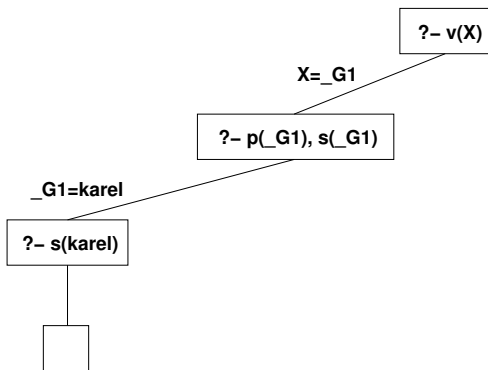 ?– v(X)
X=_G1
?– p(_G1), s(_G1)
_G1=karel
?– s(karel)